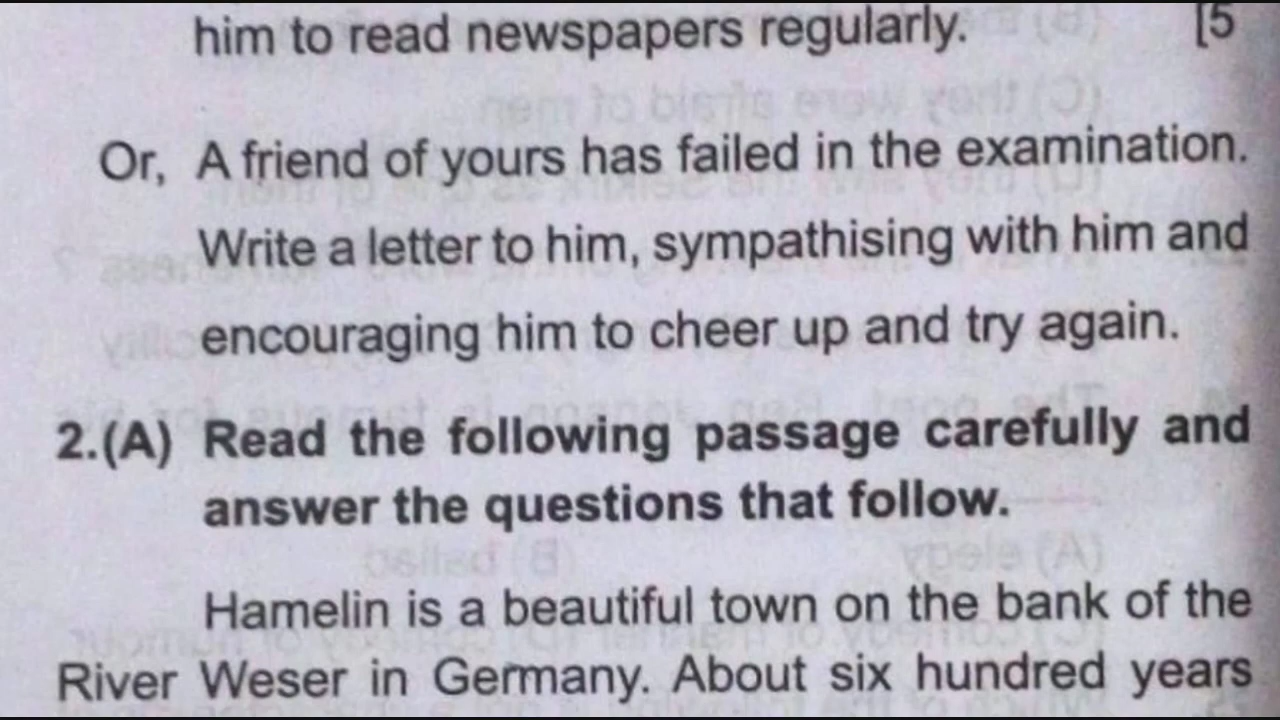 him to read newspapers regularly. [5
Or, A friend of yours has failed in the examination.
Write a letter to him, sympathising with him and
encouraging him to cheer up and try again.
2.(A) Read the following passage carefully and
answer the questions that follow.
Hamelin is a beautiful town on the bank of the
River Weser in Germany. About six hundred years